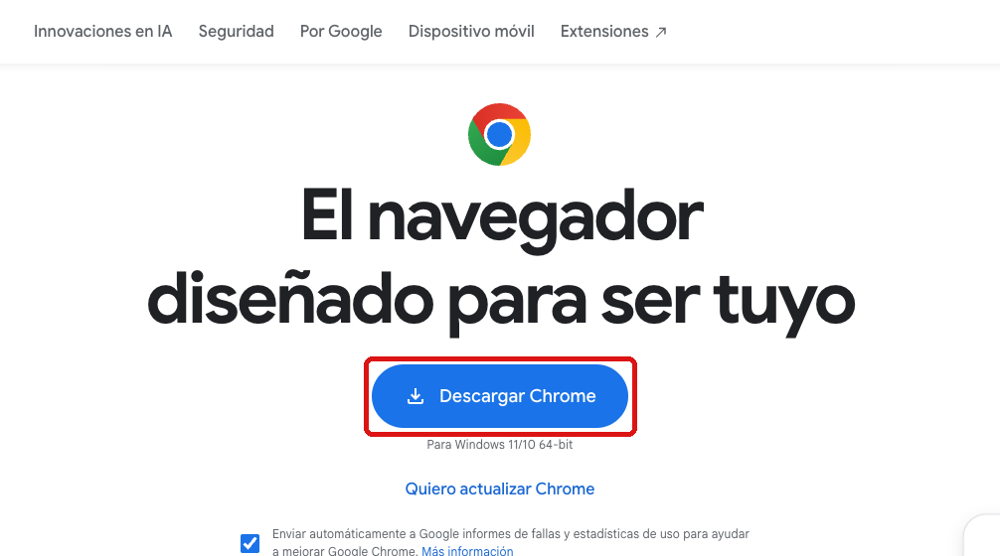 Innovaciones en IA Seguridad Por Google Dispositivo móvil Extensiones ↗
El navegador
diseñado para ser tuyo
Descargar Chrome
Para Windows 11/10 64-bit
Quiero actualizar Chrome
Enviar automáticamente a Google informes de fallas y estadísticas de uso para ayudar
a mejorar Google Chrome. Más información